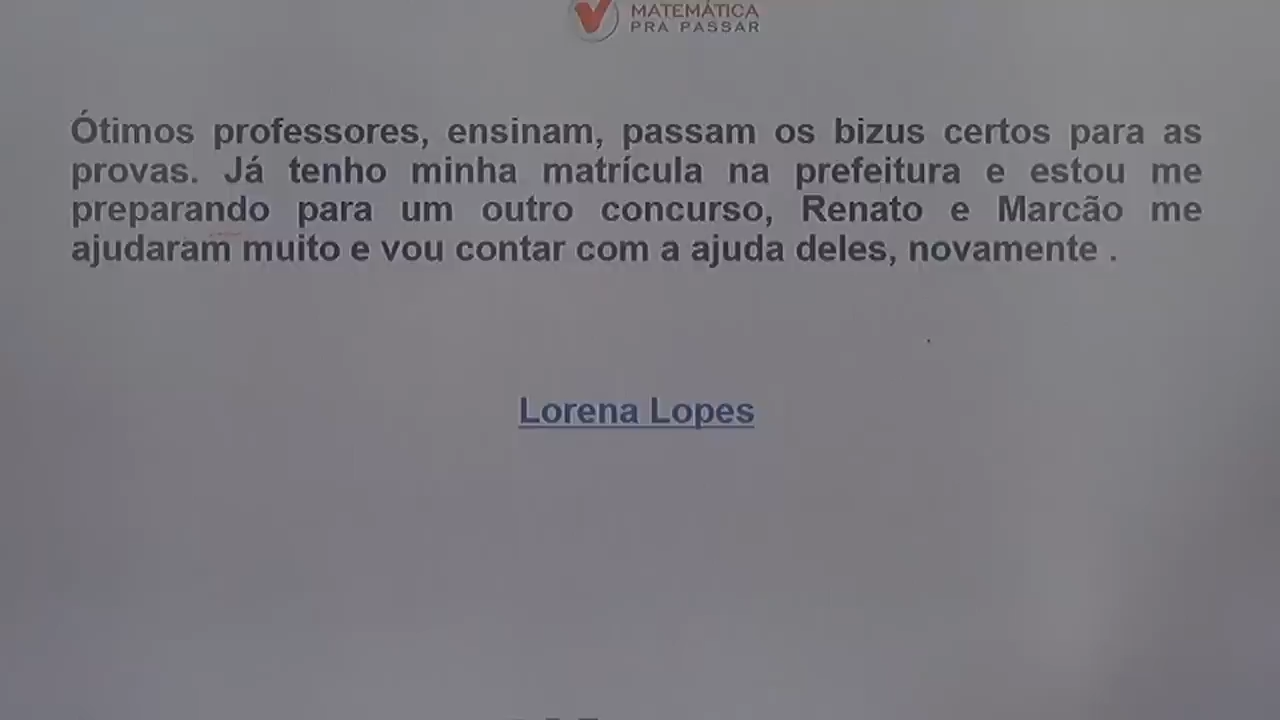 MATEMÁTICA
PRA PASSAR
Ótimos professores, ensinam, passam os bizus certos para as
provas. Já tenho minha matrícula na prefeitura e estou me
preparando para um outro concurso, Renato e Marcão me
ajudaram muito e vou contar com a ajuda deles, novamente .
Lorena Lopes